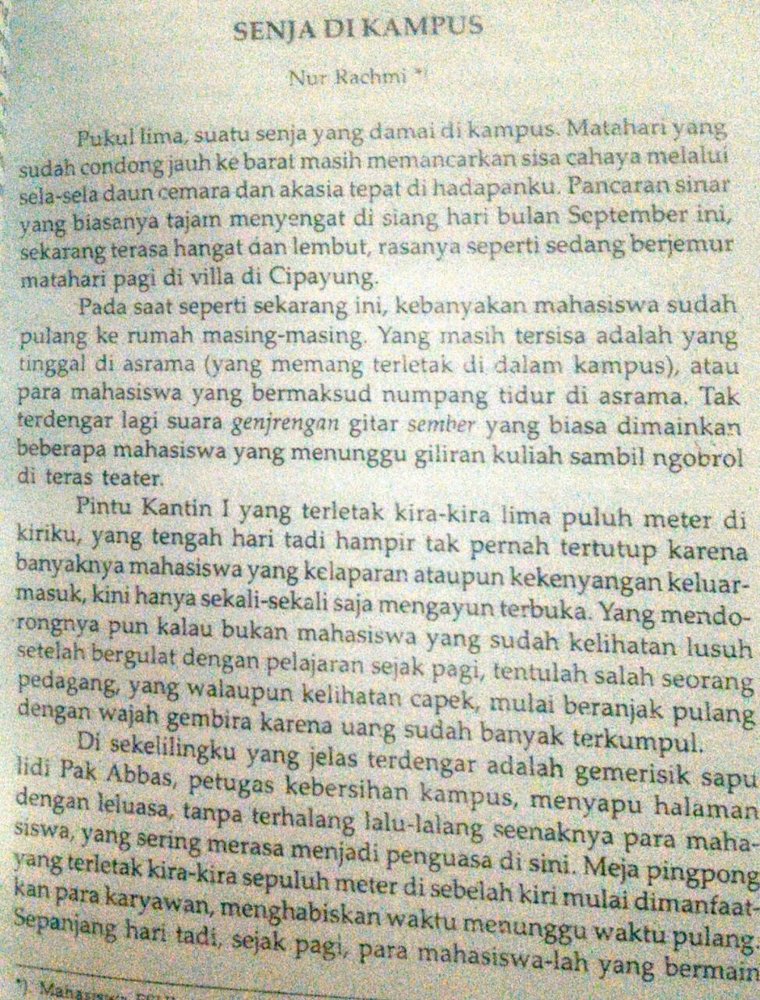 SENJA DI KAMPUS
Nur Rachmi *)
Pukul lima, suatu senja yang damai di kampus. Matahari yang
sudah condong jauh ke barat masih memancarkan sisa cahaya melalui
sela-sela daun cemara dan akasia tepat di hadapanku. Pancaran sinar
yang biasanya tajam menyengat di siang hari bulan September ini,
sekarang terasa hangat dan lembut, rasanya seperti sedang berjemur
matahari pagi di villa di Cipayung.
Pada saat seperti sekarang ini, kebanyakan mahasiswa sudah
pulang ke rumah masing-masing. Yang masih tersisa adalah yang
tinggal di asrama (yang memang terletak di dalam kampus), atau
para mahasiswa yang bermaksud numpang tidur di asrama. Tak
terdengar lagi suara genjrengan gitar sember yang biasa dimainkan
beberapa mahasiswa yang menunggu giliran kuliah sambil ngobrol
di teras teater.
Pintu Kantin I yang terletak kira-kira lima puluh meter di
kiriku, yang tengah hari tadi hampir tak pernah tertutup karena
banyaknya mahasiswa yang kelaparan ataupun kekenyangan keluar-
masuk, kini hanya sekali-sekali saja mengayun terbuka. Yang mendo-
rongnya pun kalau bukan mahasiswa yang sudah kelihatan lusuh
setelah bergulat dengan pelajaran sejak pagi, tentulah salah seorang
pedagang, yang walaupun kelihatan capek, mulai beranjak pulang
dengan wajah gembira karena uang sudah banyak terkumpul.
Di sekelilingku yang jelas terdengar adalah gemerisik sapu
lidi Pak Abbas, petugas kebersihan kampus, menyapu halaman
dengan leluasa, tanpa terhalang lalu-lalang seenaknya para maha-
siswa, yang sering merasa menjadi penguasa di sini. Meja pingpong
yang terletak kira-kira sepuluh meter di sebelah kiri mulai dimanfaat-
kan para karyawan, menghabiskan waktu menunggu waktu pulang.
Sepanjang hari tadi, sejak pagi, para mahasiswa-lah yang bermain
*) Mahasiswa